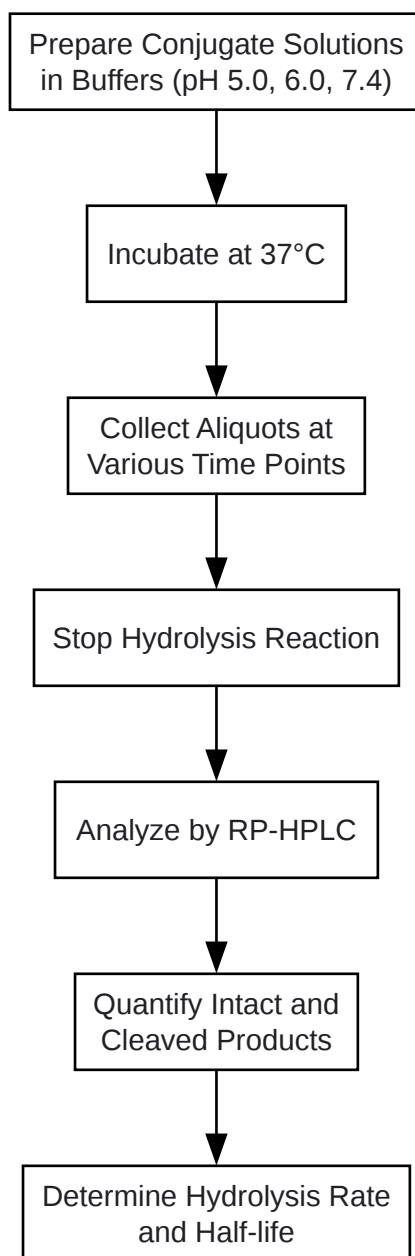 Prepare Conjugate Solutions
in Buffers (pH 5.0, 6.0, 7.4)
Incubate at 37°C
Collect Aliquots at
Various Time Points
Stop Hydrolysis Reaction
Analyze by RP-HPLC
Quantify Intact and
Cleaved Products
Determine Hydrolysis Rate
and Half-life